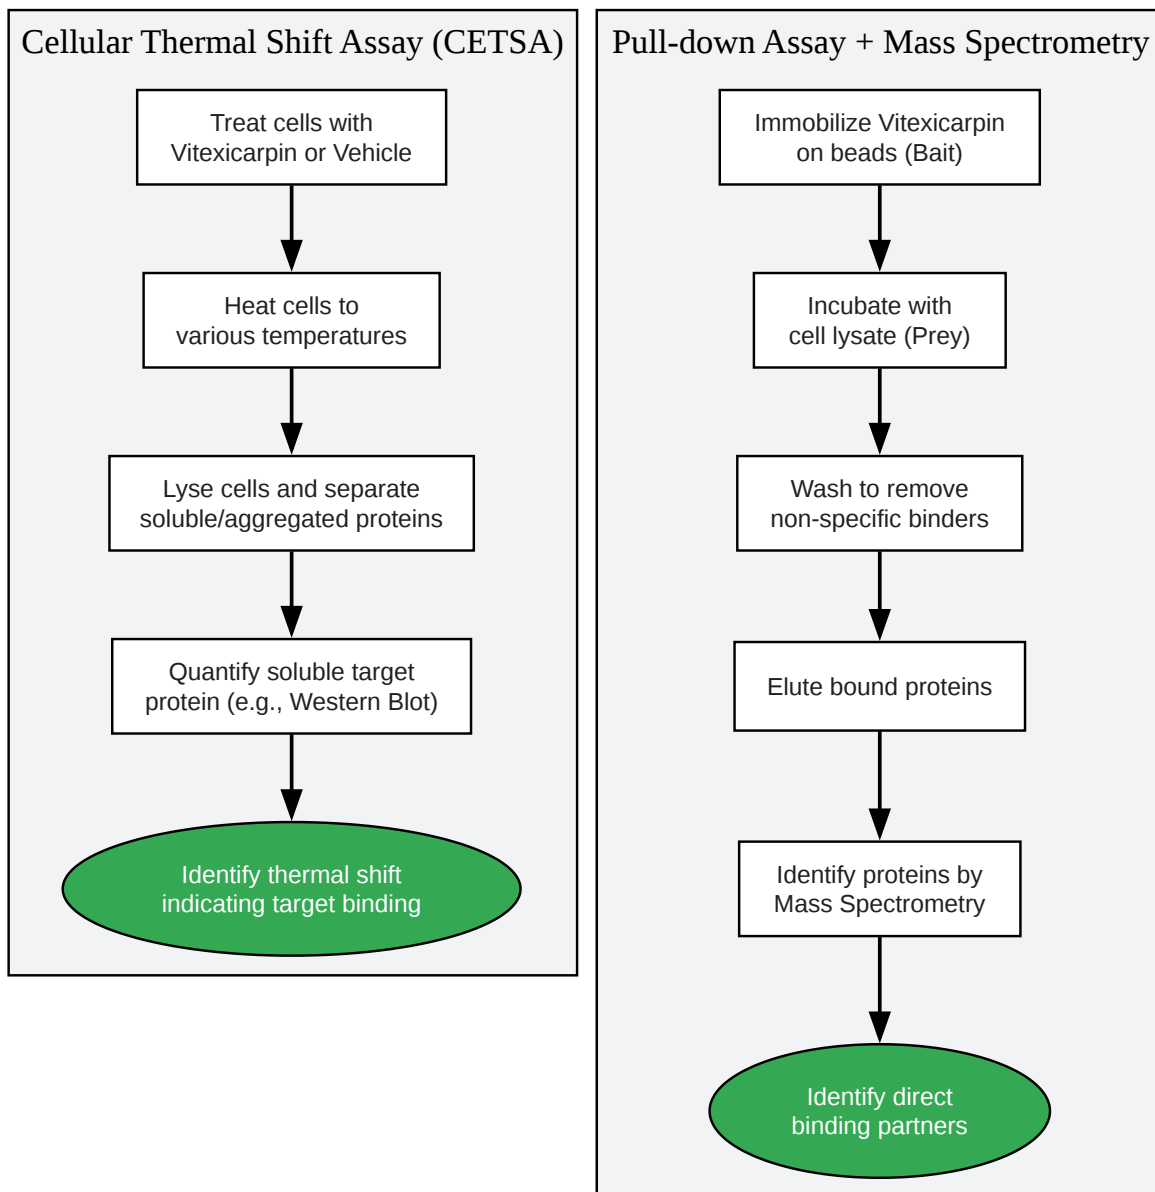 Cellular Thermal Shift Assay (CETSA)
Treat cells with
Vitexicarpin or Vehicle
Heat cells to
various temperatures
Lyse cells and separate
soluble/aggregated proteins
Quantify soluble target
protein (e.g., Western Blot)
Identify thermal shift
indicating target binding
Pull-down Assay + Mass Spectrometry
Immobilize Vitexicarpin
on beads (Bait)
Incubate with
cell lysate (Prey)
Wash to remove
non-specific binders
Elute bound proteins
Identify proteins by
Mass Spectrometry
Identify direct
binding partners